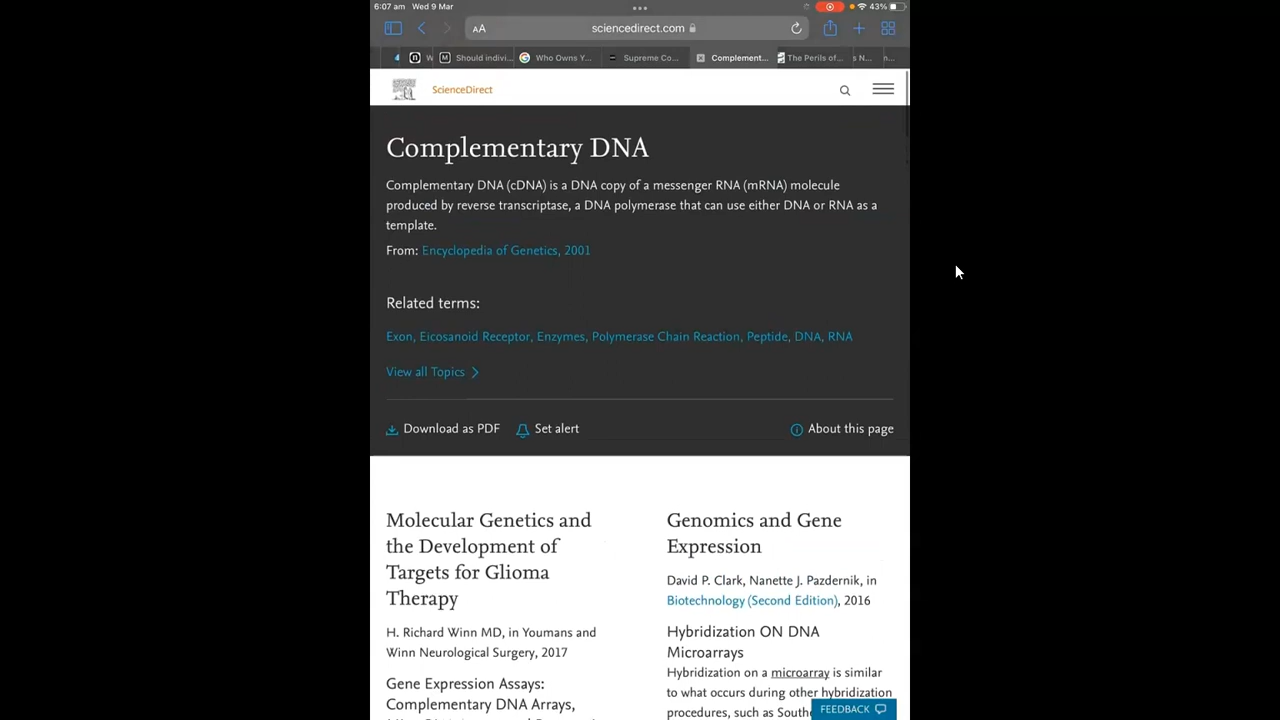 6:07 am Wed 9 Mar
43%
AA
sciencedirect.com
W
Should indivi...
Who Owns Y...
Supreme Co...
Complement...
The Perils of...
s N...
n...
ScienceDirect
Complementary DNA
Complementary DNA (cDNA) is a DNA copy of a messenger RNA (mRNA) molecule
produced by reverse transcriptase, a DNA polymerase that can use either DNA or RNA as a
template.
From: Encyclopedia of Genetics, 2001
Related terms:
Exon, Eicosanoid Receptor, Enzymes, Polymerase Chain Reaction, Peptide, DNA, RNA
View all Topics
Download as PDF
Set alert
About this page
Molecular Genetics and
the Development of
Targets for Glioma
Therapy
H. Richard Winn MD, in Youmans and
Winn Neurological Surgery, 2017
Gene Expression Assays:
Complementary DNA Arrays,
Genomics and Gene
Expression
David P. Clark, Nanette J. Pazdernik, in
Biotechnology (Second Edition), 2016
Hybridization ON DNA
Microarrays
Hybridization on a microarray is similar
to what occurs during other hybridization
procedures, such as
FEEDBACK